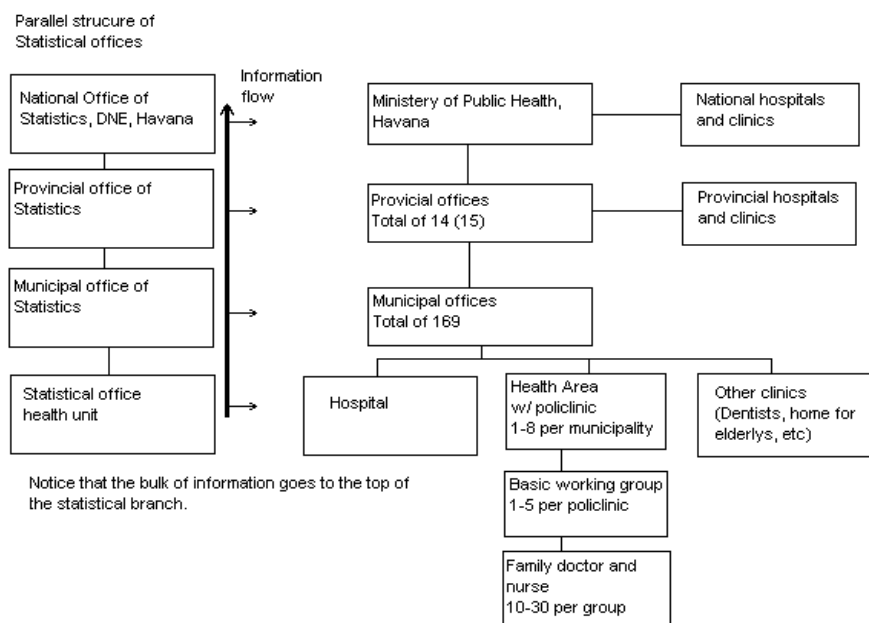 Parallel strucure of
Statistical offices
National Office of
Statistics, DNE, Havana
Provincial office of
Statistics
Municipal office of
Statistics
Statistical office
health unit
Information
flow
Ministery of Public Health,
Havana
National hospitals
and clinics
Provicial offices
Total of 14 (15)
Provincial hospitals
and clinics
Municipal offices
Total of 169
Hospital
Health Area
w/ policlinic
1-8 per municipality
Other clinics
(Dentists, home for
elderlys, etc)
Basic working group
1-5 per policlinic
Family doctor and
nurse
10-30 per group
Notice that the bulk of information goes to the top of
the statistical branch.